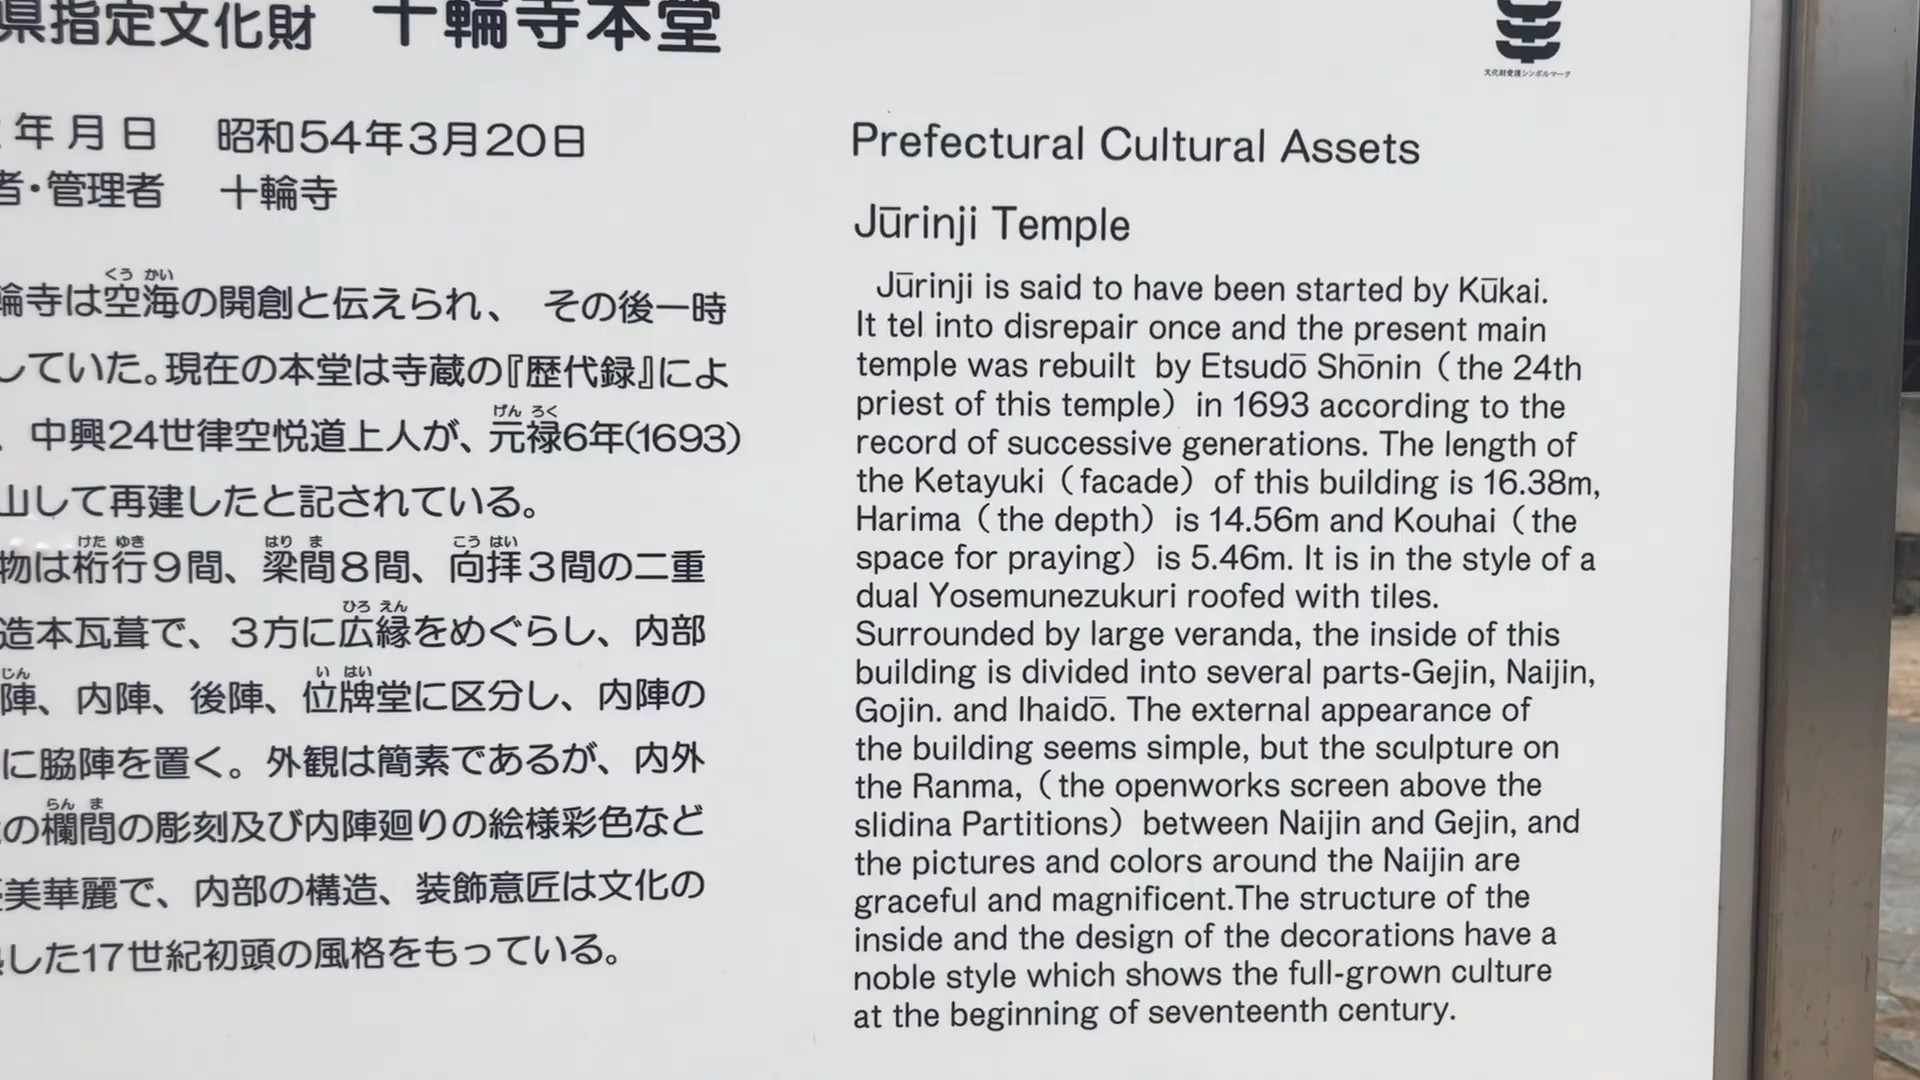 県指定文化財 十輪寺本堂
文化財愛護シンボルマーク
年月日 昭和54年3月20日
者・管理者 十輪寺
くう かい
輪寺は空海の開創と伝えられ、 その後一時
していた。現在の本堂は寺蔵の『歴代録』によ
げん ろく
、中興24世律空悦道上人が、元禄6年(1693)
山して再建したと記されている。
けた ゆき はり ま こう はい
物は桁行9間、梁間8間、向拝3間の二重
ひろ えん
造本瓦葺で、3方に広縁をめぐらし、内部
じん い はい
陣、内陣、後陣、位牌堂に区分し、内陣の
に脇陣を置く。外観は簡素であるが、内外
らん ま
の欄間の彫刻及び内陣廻りの絵様彩色など
美華麗で、内部の構造、装飾意匠は文化の
した17世紀初頭の風格をもっている。
Prefectural Cultural Assets
Jūrinji Temple
Jūrinji is said to have been started by Kūkai.
It tel into disrepair once and the present main
temple was rebuilt by Etsudō Shōnin (the 24th
priest of this temple) in 1693 according to the
record of successive generations. The length of
the Ketayuki (facade) of this building is 16.38m,
Harima (the depth) is 14.56m and Kouhai (the
space for praying) is 5.46m. It is in the style of a
dual Yosemunezukuri roofed with tiles.
Surrounded by large veranda, the inside of this
building is divided into several parts-Gejin, Naijin,
Gojin. and Ihaidō. The external appearance of
the building seems simple, but the sculpture on
the Ranma, (the openworks screen above the
slidina Partitions) between Naijin and Gejin, and
the pictures and colors around the Naijin are
graceful and magnificent.The structure of the
inside and the design of the decorations have a
noble style which shows the full-grown culture
at the beginning of seventeenth century.